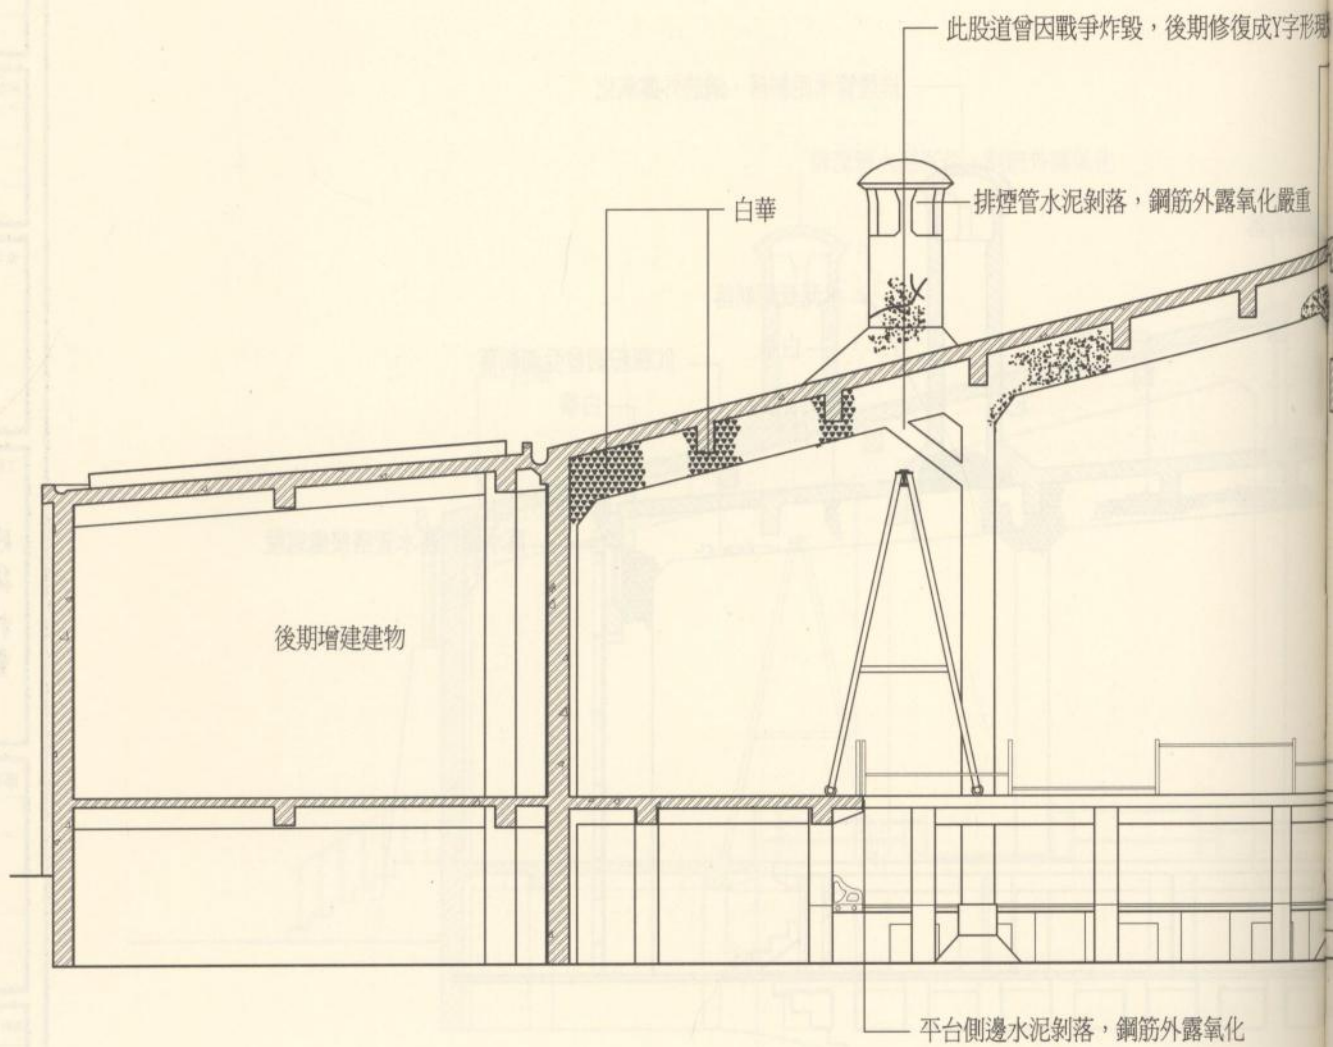 此股道曾因戰爭炸毀，後期修復成Y字形
白華
排煙管水泥剝落，鋼筋外露氧化嚴重
後期增建建物
平台側邊水泥剝落，鋼筋外露氧化